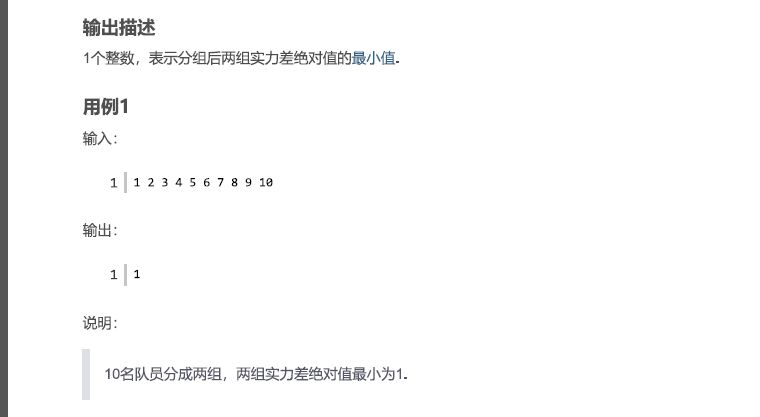 输出描述
1个整数，表示分组后两组实力差绝对值的最小值.
用例1
输入：
1 1 2 3 4 5 6 7 8 9 10
输出：
1 1
说明：
10名队员分成两组，两组实力差绝对值最小为1.